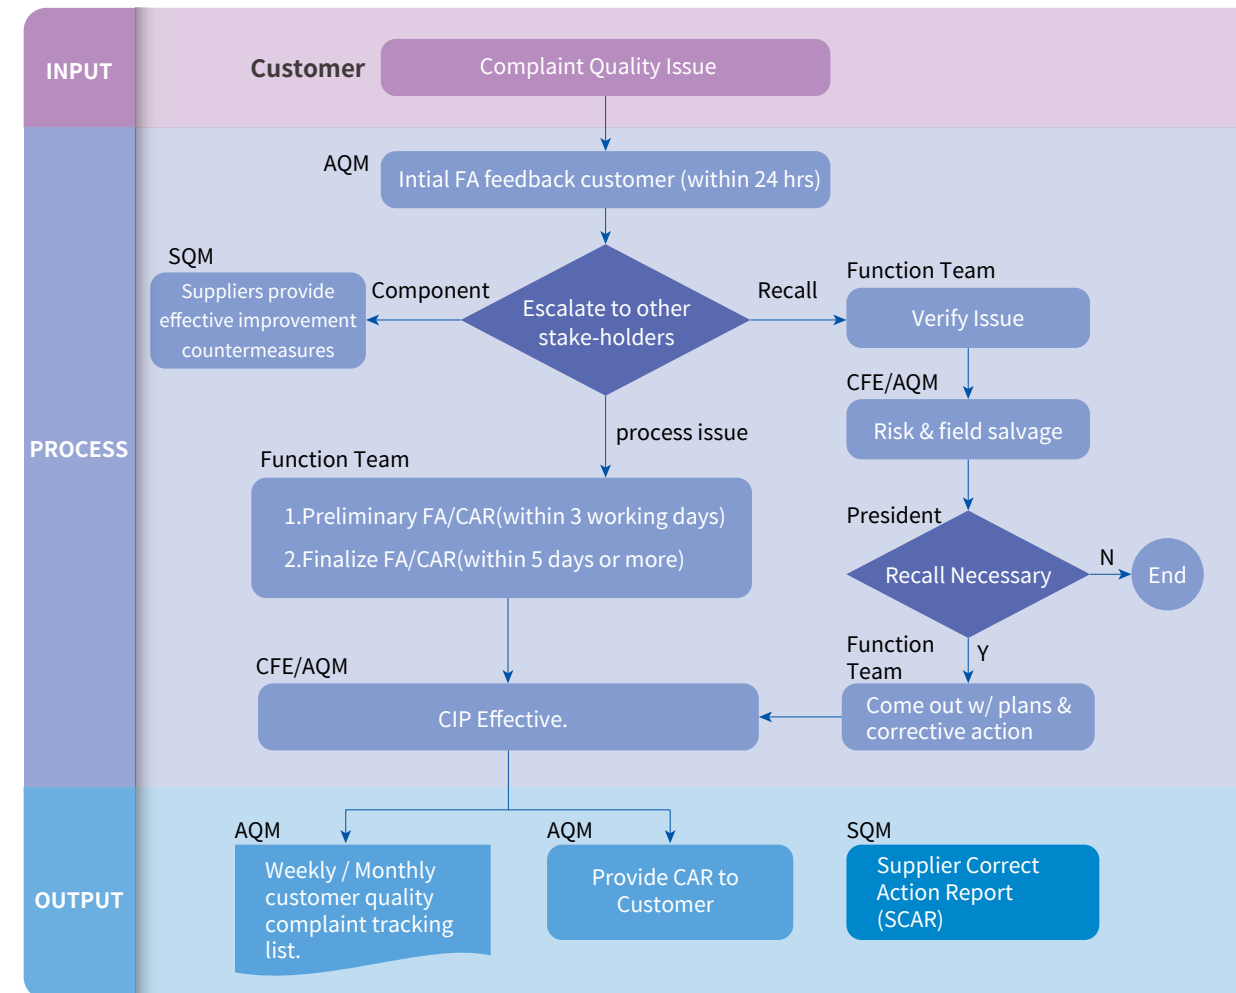 INPUT
Customer
Complaint Quality Issue
AQM
Intial FA feedback customer (within 24 hrs)
SQM
Suppliers provide
effective improvement
countermeasures
Component
Escalate to other
stake-holders
Recall
Function Team
Verify Issue
CFE/AQM
Risk & field salvage
PROCESS
process issue
Function Team
1.Preliminary FA/CAR(within 3 working days)
2.Finalize FA/CAR(within 5 days or more)
President
Recall Necessary
N
End
Y
Function
Team
Come out w/ plans &
corrective action
CFE/AQM
CIP Effective.
OUTPUT
AQM
Weekly / Monthly
customer quality
complaint tracking
list.
AQM
Provide CAR to
Customer
SQM
Supplier Correct
Action Report
(SCAR)